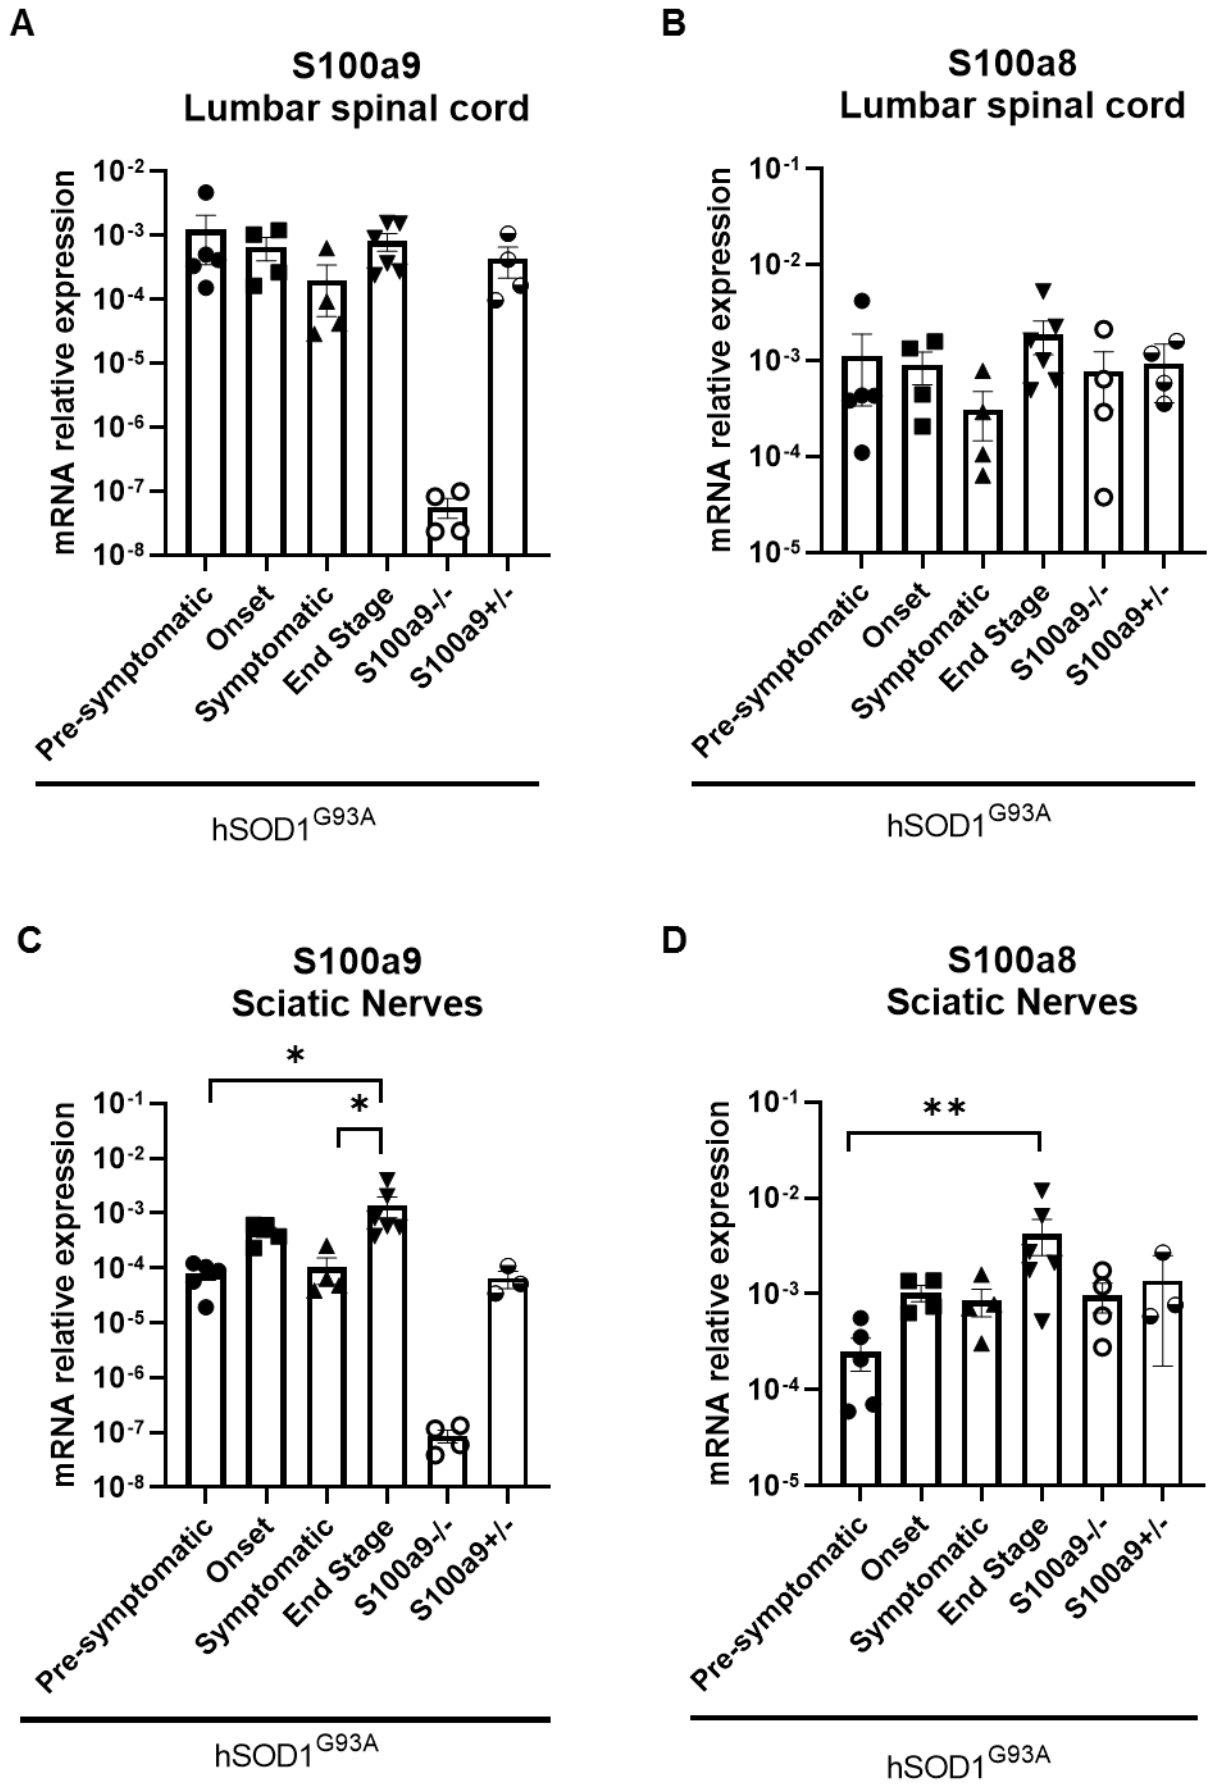 A
S100a9
Lumbar spinal cord
mRNA relative expression
10-2
10-3
10-4
10-5
10-6
10-7
10-8
Pre-symptomatic
Onset
Symptomatic
End Stage
S100a9-/-
S100a9+/-
hSOD1G93A
B
S100a8
Lumbar spinal cord
mRNA relative expression
10-1
10-2
10-3
10-4
10-5
Pre-symptomatic
Onset
Symptomatic
End Stage
S100a9-/-
S100a9+/-
hSOD1G93A
C
S100a9
Sciatic Nerves
*
*
mRNA relative expression
10-1
10-2
10-3
10-4
10-5
10-6
10-7
10-8
Pre-symptomatic
Onset
Symptomatic
End Stage
S100a9-/-
S100a9+/-
hSOD1G93A
D
S100a8
Sciatic Nerves
**
mRNA relative expression
10-1
10-2
10-3
10-4
10-5
Pre-symptomatic
Onset
Symptomatic
End Stage
S100a9-/-
S100a9+/-
hSOD1G93A